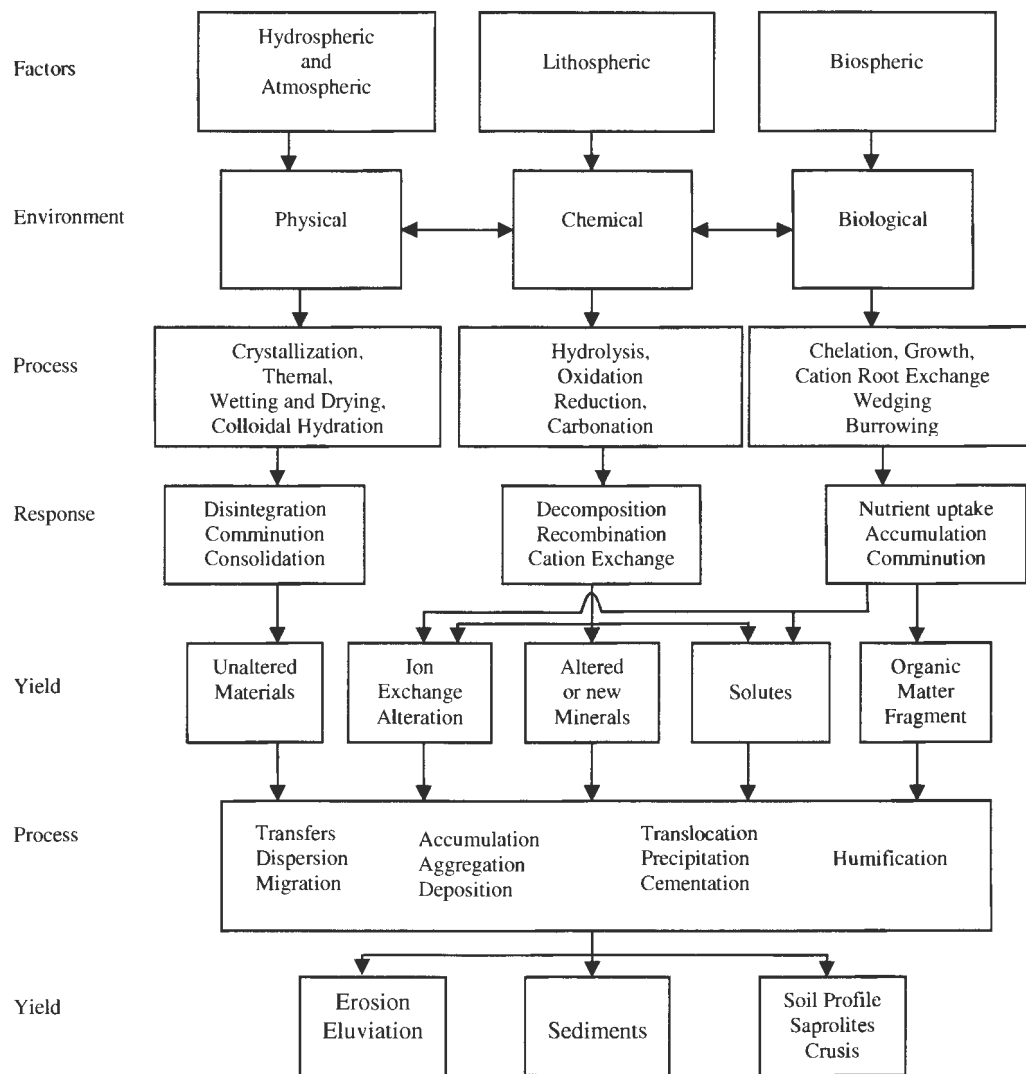 Factors
Hydrospheric
and
Atmospheric
Lithospheric
Biospheric
Environment
Physical
Chemical
Biological
Process
Crystallization,
Themal,
Wetting and Drying,
Colloidal Hydration
Hydrolysis,
Oxidation
Reduction,
Carbonation
Chelation, Growth,
Cation Root Exchange
Wedging
Burrowing
Response
Disintegration
Comminution
Consolidation
Decomposition
Recombination
Cation Exchange
Nutrient uptake
Accumulation
Comminution
Yield
Unaltered
Materials
Ion
Exchange
Alteration
Altered
or new
Minerals
Solutes
Organic
Matter
Fragment
Process
Transfers
Dispersion
Migration
Accumulation
Aggregation
Deposition
Translocation
Precipitation
Cementation
Humification
Yield
Erosion
Eluviation
Sediments
Soil Profile
Saprolites
Crusis